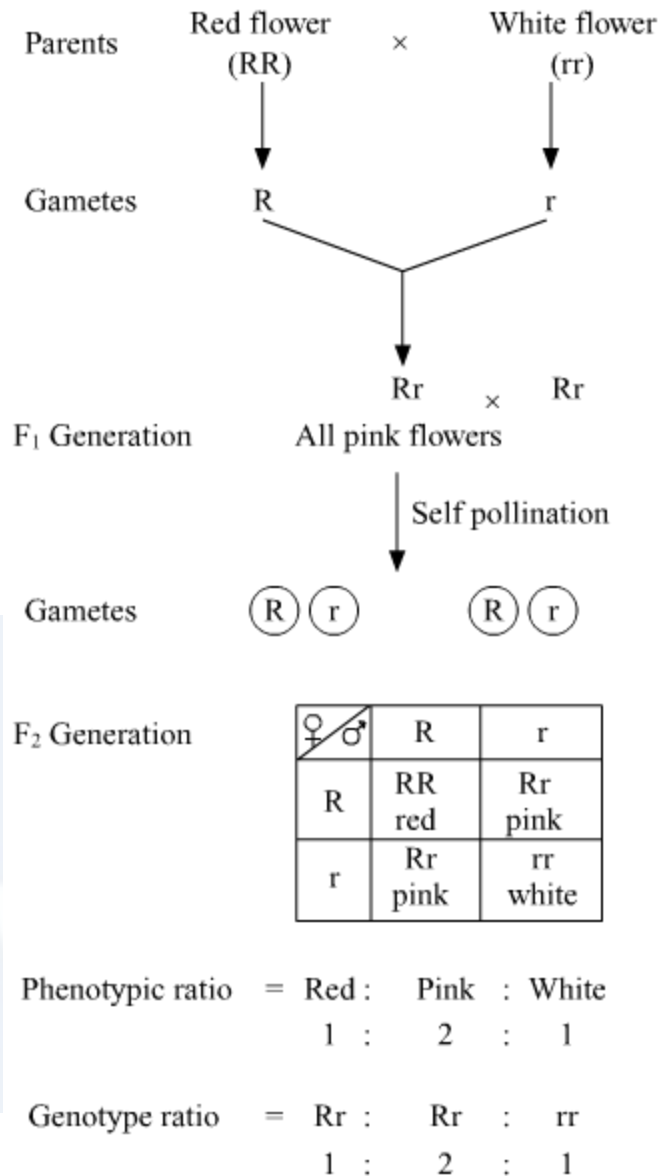 Parents Red flower × White flower
(RR) (rr)
Gametes R r
Rr × Rr
F₁ Generation All pink flowers
Self pollination
Gametes R r R r
F₂ Generation ♀ ♂ R r
R RR Rr
red pink
r Rr rr
pink white
Phenotypic ratio = Red : Pink : White
1 : 2 : 1
Genotype ratio = Rr : Rr : rr
1 : 2 : 1